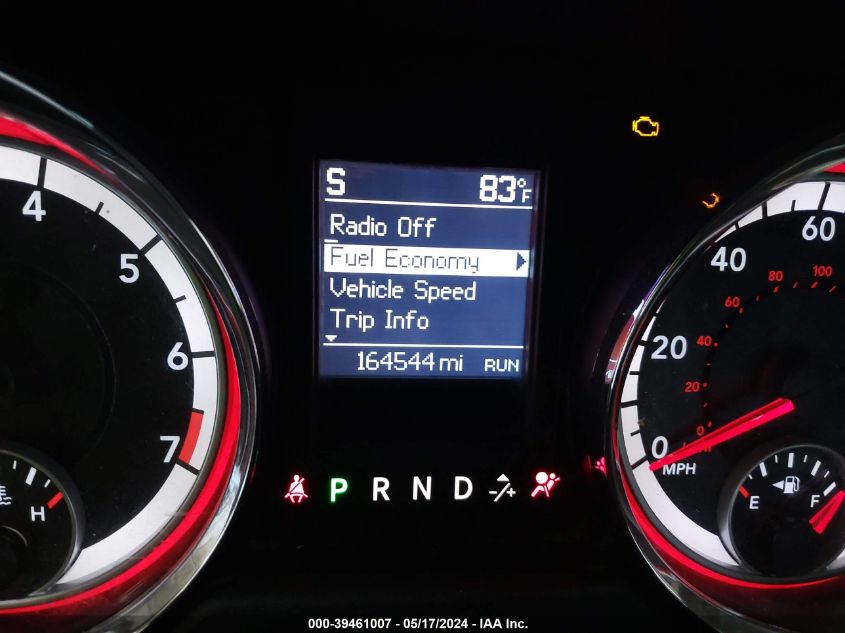 S 83°F
Radio Off
Fuel Economy
Vehicle Speed
Trip Info
164544 mi RUN
4
5
6
7
H
P R N D -/+
60
40
20
0
MPH
100
80
60
40
20
0
E F
000-39461007 - 05/17/2024 - IAA Inc.